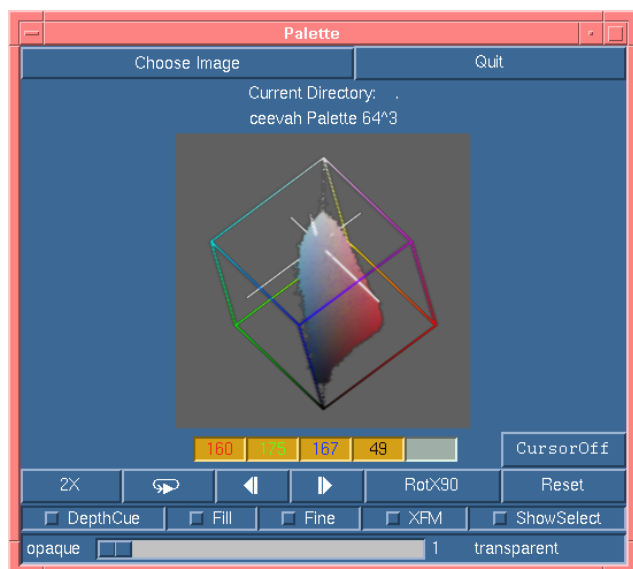 Palette
Choose Image Quit
Current Directory: .
ceevah Palette 64^3
160 175 167 49
CursorOff
2X RotX90 Reset
DepthCue Fill Fine XFM ShowSelect
opaque 1 transparent